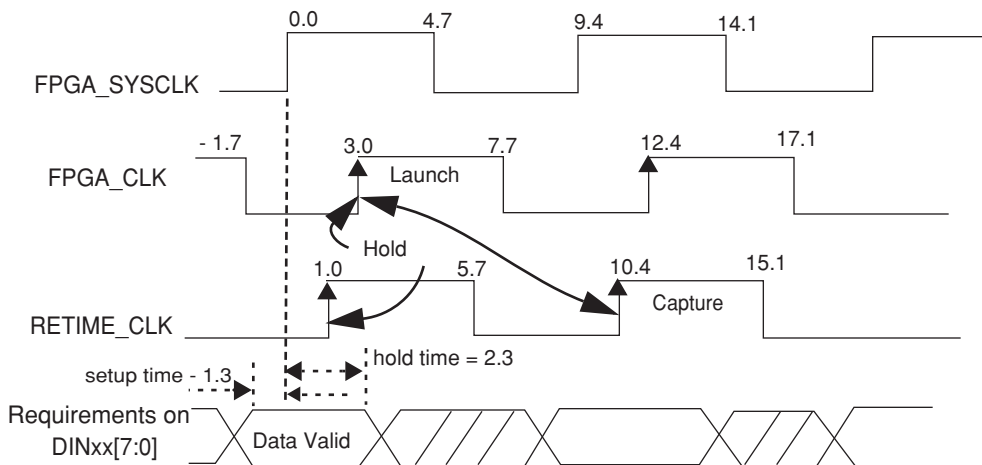 0.0 4.7 9.4 14.1
FPGA_SYSCLK
- 1.7 3.0 7.7 12.4 17.1
FPGA_CLK Launch
Hold
1.0 5.7 10.4 15.1
Capture
RETIME_CLK
hold time = 2.3
setup time - 1.3
Requirements on
DINxx[7:0] Data Valid